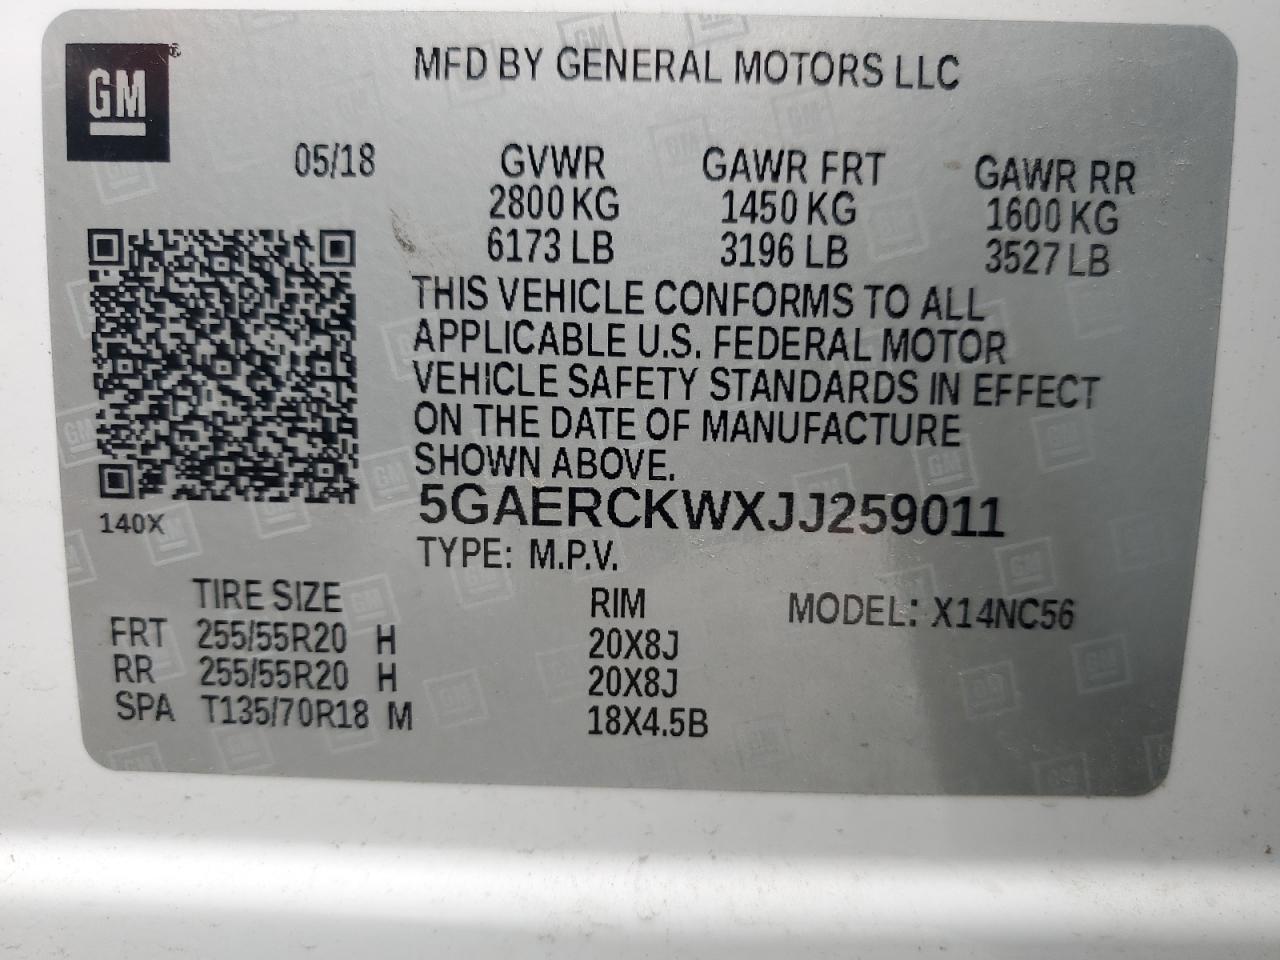 GM
MFD BY GENERAL MOTORS LLC
05/18 GVWR GAWR FRT GAWR RR
2800 KG 1450 KG 1600 KG
6173 LB 3196 LB 3527 LB
THIS VEHICLE CONFORMS TO ALL
APPLICABLE U.S. FEDERAL MOTOR
VEHICLE SAFETY STANDARDS IN EFFECT
ON THE DATE OF MANUFACTURE
SHOWN ABOVE.
5GAERCKWXJJ259011
140X
TYPE: M.P.V.
TIRE SIZE RIM MODEL: X14NC56
FRT 255/55R20 H 20X8J
RR 255/55R20 H 20X8J
SPA T135/70R18 M 18X4.5B